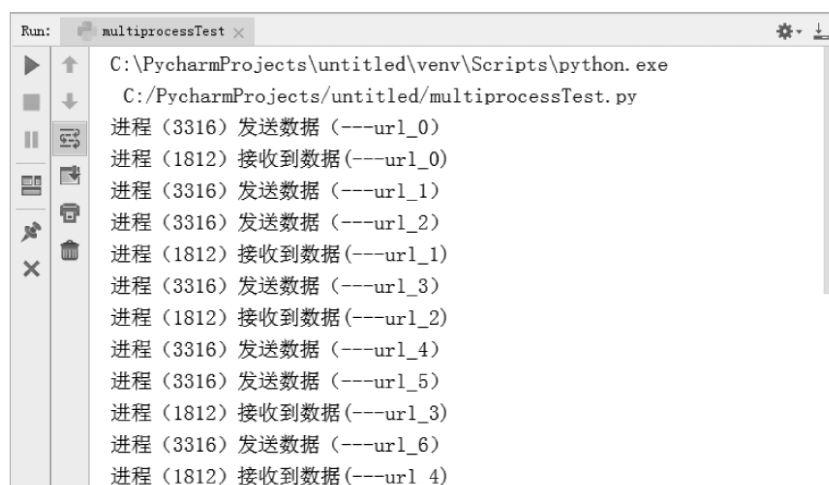 Run: multiprocessTest
C:\PycharmProjects\untitled\venv\Scripts\python.exe
C:/PycharmProjects/untitled/multiprocessTest.py
进程（3316）发送数据（---url_0）
进程（1812）接收到数据(---url_0)
进程（3316）发送数据（---url_1）
进程（3316）发送数据（---url_2）
进程（1812）接收到数据(---url_1)
进程（3316）发送数据（---url_3）
进程（1812）接收到数据(---url_2)
进程（3316）发送数据（---url_4）
进程（3316）发送数据（---url_5）
进程（1812）接收到数据(---url_3)
进程（3316）发送数据（---url_6）
进程（1812）接收到数据(---url_4)